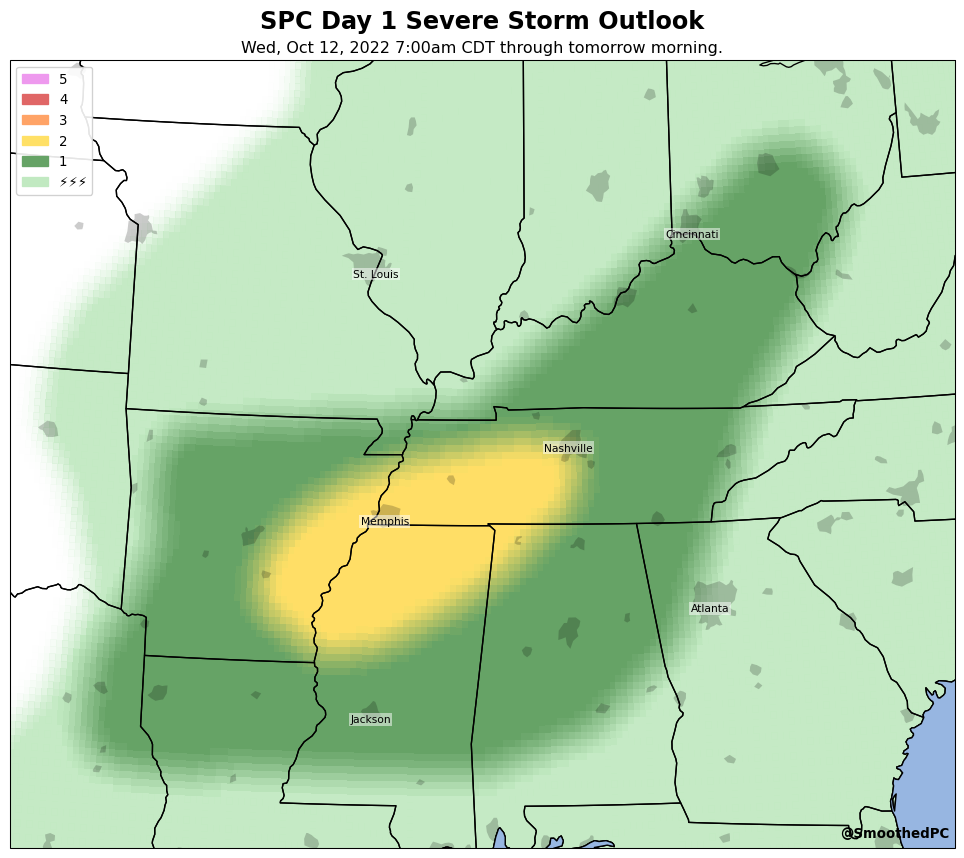 SPC Day 1 Severe Storm Outlook
Wed, Oct 12, 2022 7:00am CDT through tomorrow morning.
5
4
3
2
1
⚡⚡⚡
Cincinnati
St. Louis
Nashville
Memphis
Atlanta
Jackson
@SmoothedPC